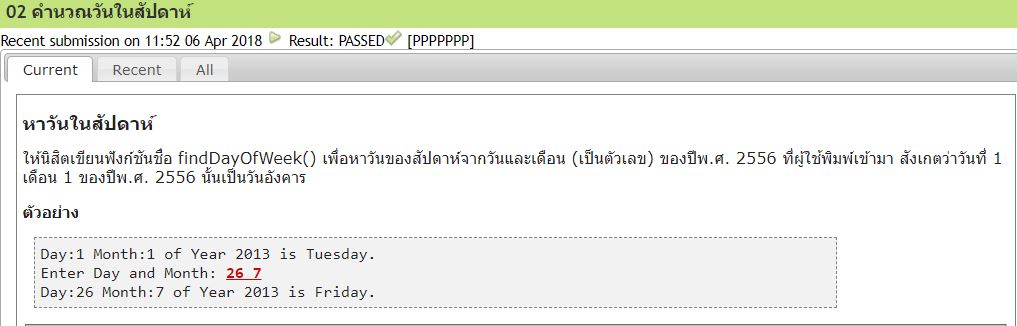 02 คำนวณวันในสัปดาห์
Recent submission on 11:52 06 Apr 2018 Result: PASSED [PPPPPPP]
Current Recent All
หาวันในสัปดาห์
ให้นิสิตเขียนฟังก์ชันชื่อ findDayOfWeek() เพื่อหาวันของสัปดาห์จากวันและเดือน (เป็นตัวเลข) ของปีพ.ศ. 2556 ที่ผู้ใช้พิมพ์เข้ามา สังเกตว่าวันที่ 1
เดือน 1 ของปีพ.ศ. 2556 นั้นเป็นวันอังคาร
ตัวอย่าง
Day:1 Month:1 of Year 2013 is Tuesday.
Enter Day and Month: 26 7
Day:26 Month:7 of Year 2013 is Friday.